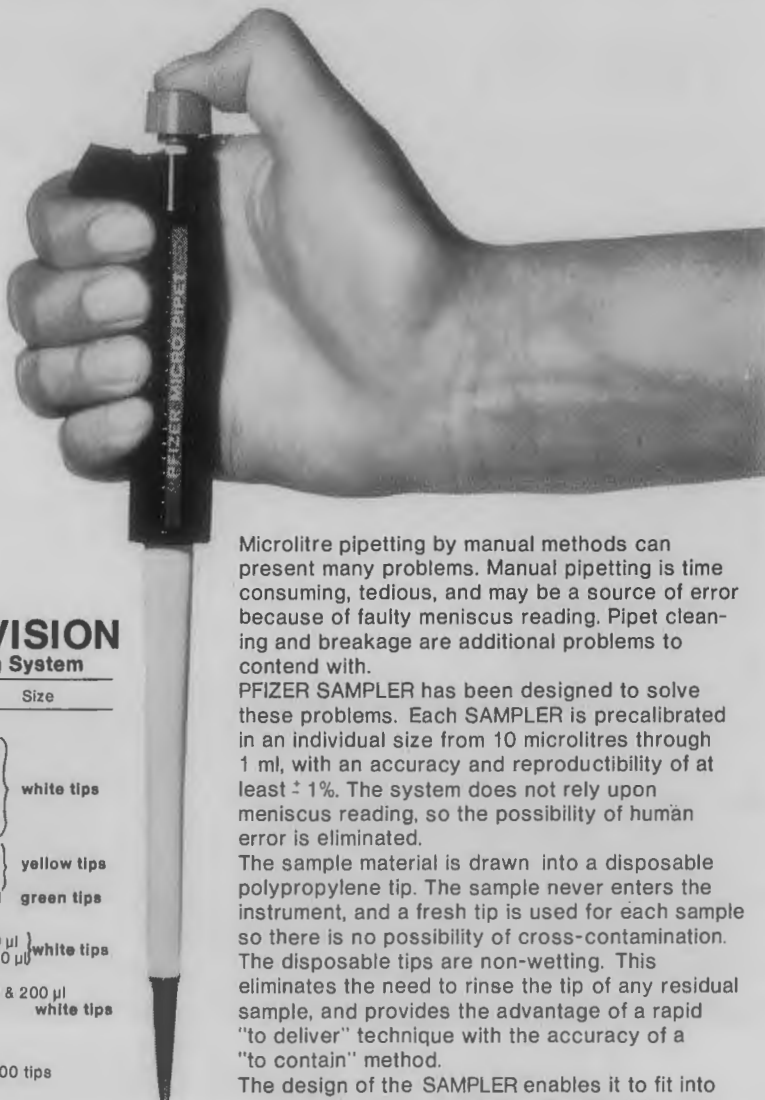 PFIZER MICRO PIPET
VISION
System
Size
white tips
yellow tips
green tips
µl
0 µl
white tips
& 200 µl
white tips
00 tips
Microlitre pipetting by manual methods can
present many problems. Manual pipetting is time
consuming, tedious, and may be a source of error
because of faulty meniscus reading. Pipet clean-
ing and breakage are additional problems to
contend with.
PFIZER SAMPLER has been designed to solve
these problems. Each SAMPLER is precalibrated
in an individual size from 10 microlitres through
1 ml, with an accuracy and reproductibility of at
least ± 1%. The system does not rely upon
meniscus reading, so the possibility of human
error is eliminated.
The sample material is drawn into a disposable
polypropylene tip. The sample never enters the
instrument, and a fresh tip is used for each sample
so there is no possibility of cross-contamination.
The disposable tips are non-wetting. This
eliminates the need to rinse the tip of any residual
sample, and provides the advantage of a rapid
"to deliver" technique with the accuracy of a
"to contain" method.
The design of the SAMPLER enables it to fit into